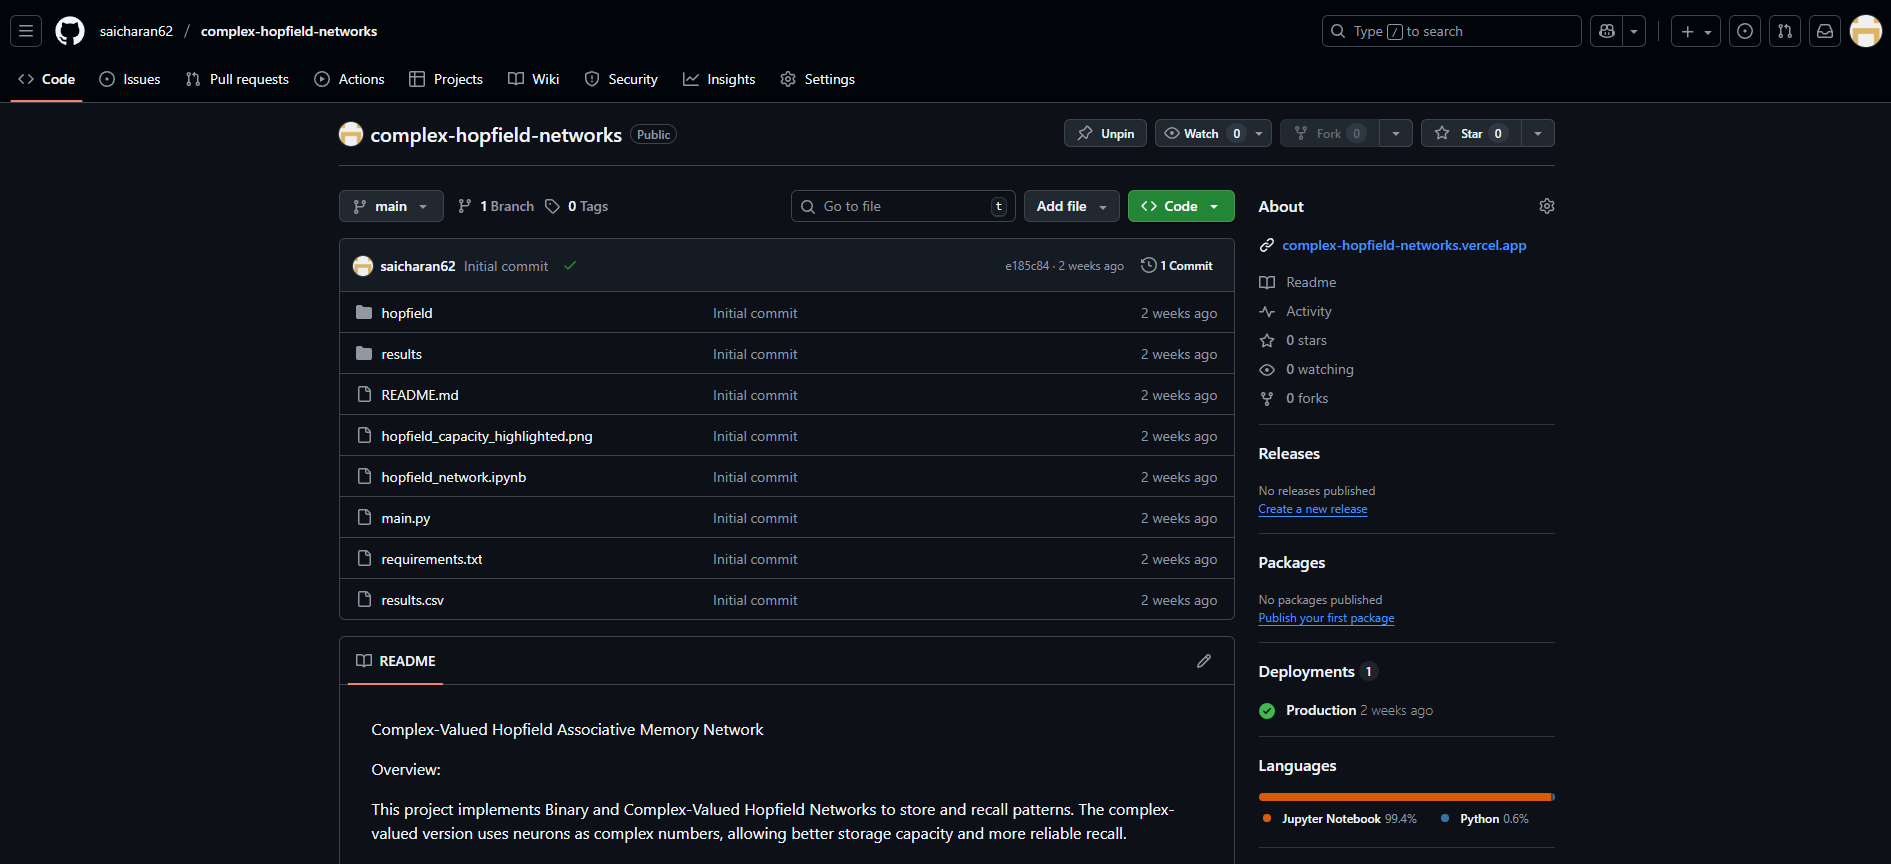 saicharan62 / complex-hopfield-networks
Type / to search
Code Issues Pull requests Actions Projects Wiki Security Insights Settings
complex-hopfield-networks Public
Unpin Watch 0 Fork 0 Star 0
main 1 Branch 0 Tags
Go to file t Add file Code
saicharan62 Initial commit e185c84 · 2 weeks ago 1 Commit
hopfield Initial commit 2 weeks ago
results Initial commit 2 weeks ago
README.md Initial commit 2 weeks ago
hopfield_capacity_highlighted.png Initial commit 2 weeks ago
hopfield_network.ipynb Initial commit 2 weeks ago
main.py Initial commit 2 weeks ago
requirements.txt Initial commit 2 weeks ago
results.csv Initial commit 2 weeks ago
README
Complex-Valued Hopfield Associative Memory Network
Overview:
This project implements Binary and Complex-Valued Hopfield Networks to store and recall patterns. The complex-
valued version uses neurons as complex numbers, allowing better storage capacity and more reliable recall.
About
complex-hopfield-networks.vercel.app
Readme
Activity
0 stars
0 watching
0 forks
Releases
No releases published
Create a new release
Packages
No packages published
Publish your first package
Deployments 1
Production 2 weeks ago
Languages
Jupyter Notebook 99.4% Python 0.6%